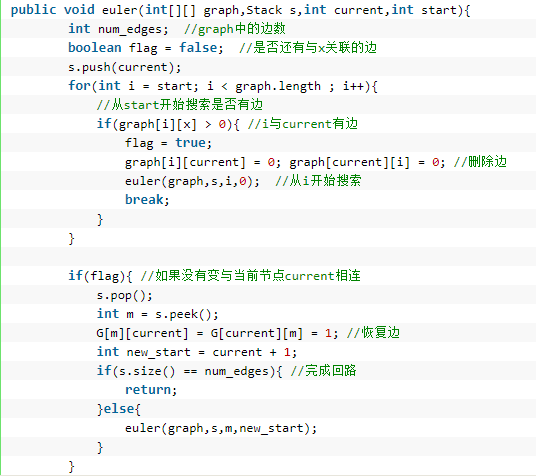 public void euler(int[][] graph,Stack s,int current,int start){
int num_edges;  //graph中的边数
boolean flag = false;  //是否还有与x关联的边
s.push(current);
for(int i = start; i < graph.length ; i++){
//从start开始搜索是否有边
if(graph[i][x] > 0){ //i与current有边
flag = true;
graph[i][current] = 0; graph[current][i] = 0; //删除边
euler(graph,s,i,0);  //从i开始搜索
break;
}
}
if(flag){ //如果没有变与当前节点current相连
s.pop();
int m = s.peek();
G[m][current] = G[current][m] = 1; //恢复边
int new_start = current + 1;
if(s.size() == num_edges){ //完成回路
return;
}else{
euler(graph,s,m,new_start);
}
}